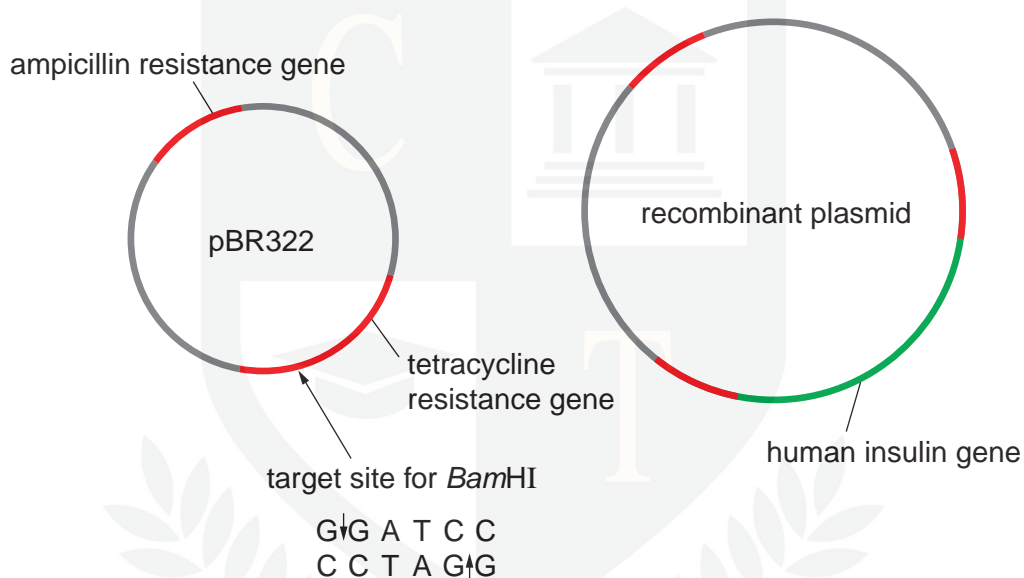 ampicillin resistance gene
pBR322
recombinant plasmid
tetracycline
resistance gene
human insulin gene
target site for BamHI
G G A T C C
C C T A G G
C
T